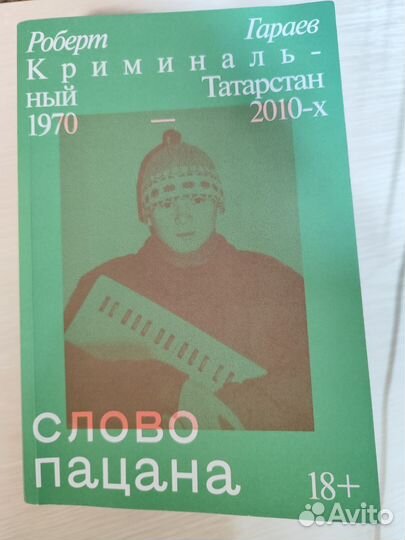 Роберт Гараев
Криминаль-
ный Татарстан
1970 — 2010-х
слово
пацана
18+
Avito